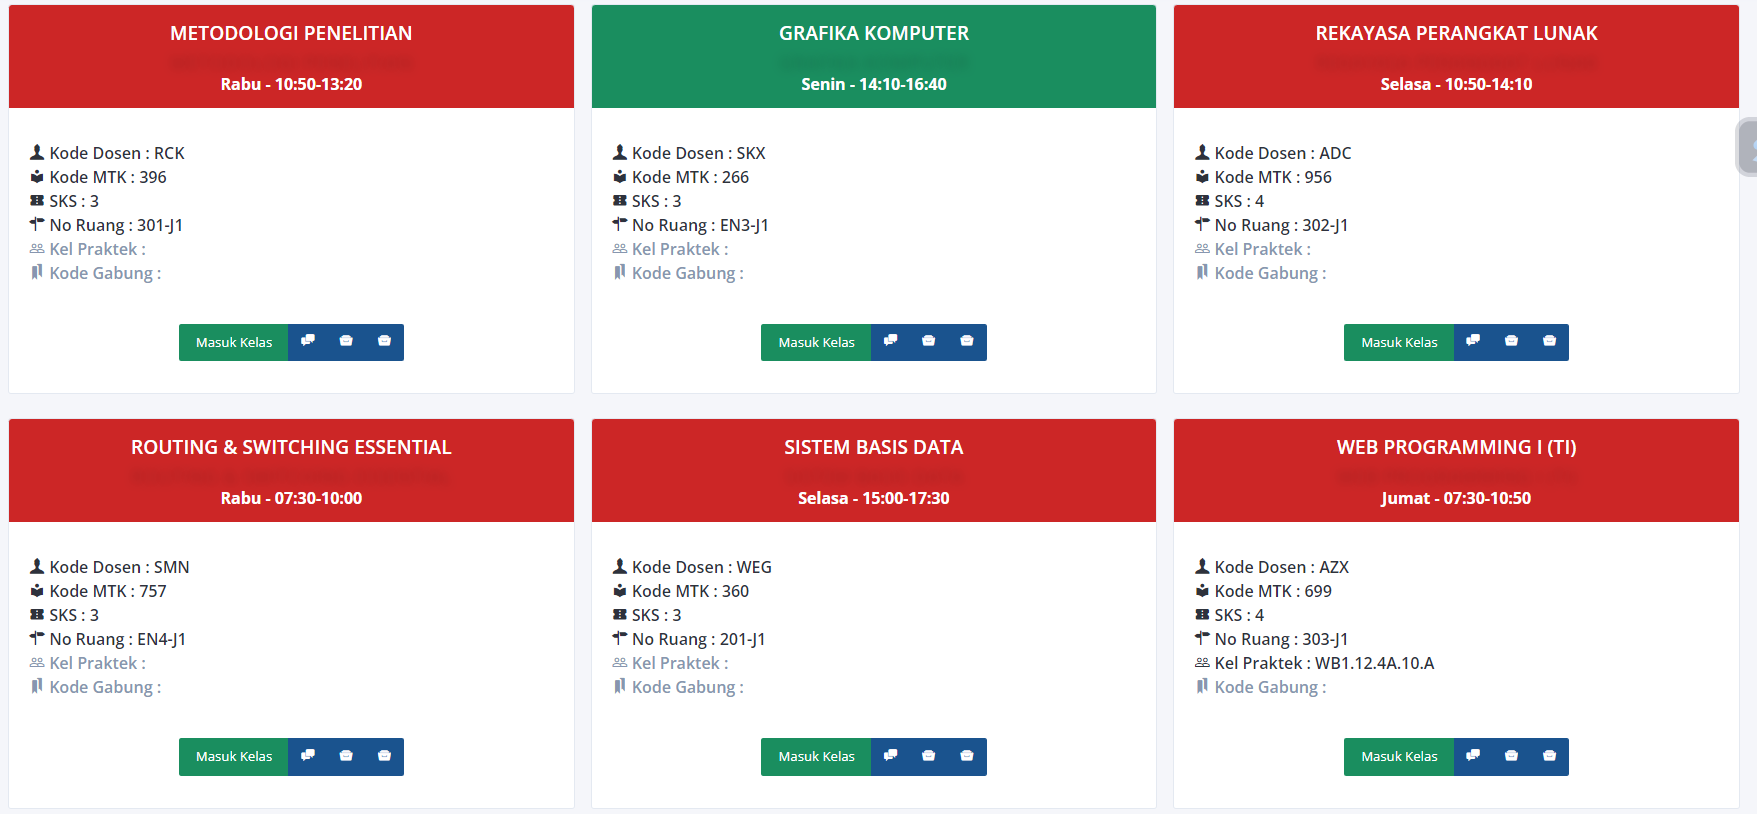 METODOLOGI PENELITIAN
Rabu - 10:50-13:20
Kode Dosen : RCK
Kode MTK : 396
SKS : 3
No Ruang : 301-J1
Kel Praktek :
Kode Gabung :
Masuk Kelas
GRAFIKA KOMPUTER
Senin - 14:10-16:40
Kode Dosen : SKX
Kode MTK : 266
SKS : 3
No Ruang : EN3-J1
Kel Praktek :
Kode Gabung :
Masuk Kelas
REKAYASA PERANGKAT LUNAK
Selasa - 10:50-14:10
Kode Dosen : ADC
Kode MTK : 956
SKS : 4
No Ruang : 302-J1
Kel Praktek :
Kode Gabung :
Masuk Kelas
ROUTING & SWITCHING ESSENTIAL
Rabu - 07:30-10:00
Kode Dosen : SMN
Kode MTK : 757
SKS : 3
No Ruang : EN4-J1
Kel Praktek :
Kode Gabung :
Masuk Kelas
SISTEM BASIS DATA
Selasa - 15:00-17:30
Kode Dosen : WEG
Kode MTK : 360
SKS : 3
No Ruang : 201-J1
Kel Praktek :
Kode Gabung :
Masuk Kelas
WEB PROGRAMMING I (TI)
Jumat - 07:30-10:50
Kode Dosen : AZX
Kode MTK : 699
SKS : 4
No Ruang : 303-J1
Kel Praktek : WB1.12.4A.10.A
Kode Gabung :
Masuk Kelas